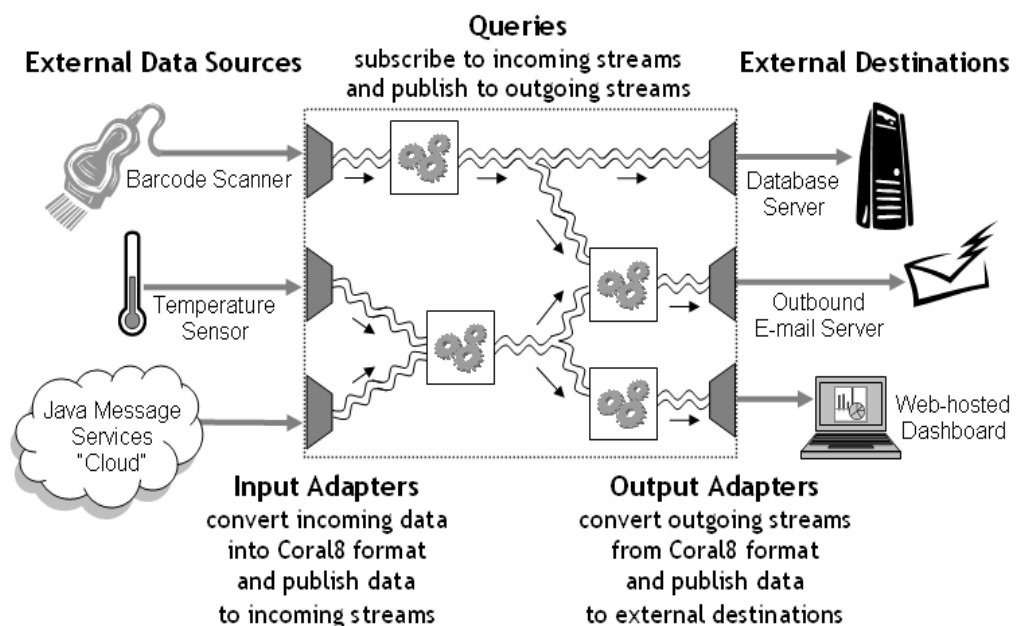 Queries
subscribe to incoming streams
and publish to outgoing streams
External Data Sources
External Destinations
Barcode Scanner
Database
Server
Temperature
Sensor
Outbound
E-mail Server
Java Message
Services
"Cloud"
Web-hosted
Dashboard
Input Adapters
convert incoming data
into Coral8 format
and publish data
to incoming streams
Output Adapters
convert outgoing streams
from Coral8 format
and publish data
to external destinations